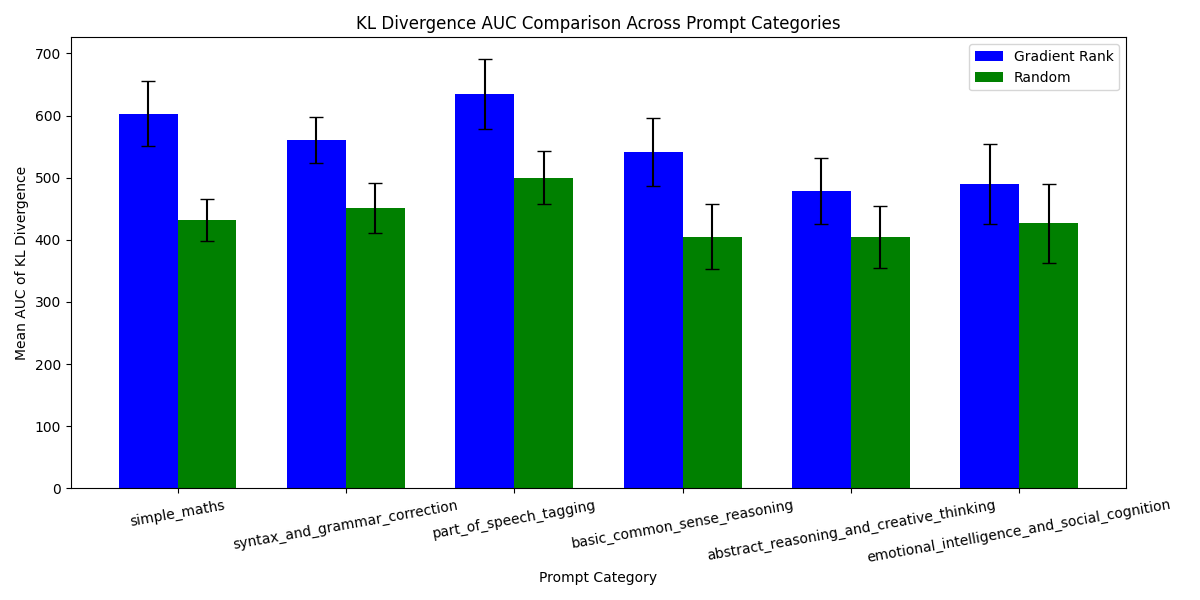 KL Divergence AUC Comparison Across Prompt Categories
Gradient Rank
Random
Mean AUC of KL Divergence
700
600
500
400
300
200
100
0
simple_maths
syntax_and_grammar_correction
part_of_speech_tagging
basic_common_sense_reasoning
abstract_reasoning_and_creative_thinking
emotional_intelligence_and_social_cognition
Prompt Category